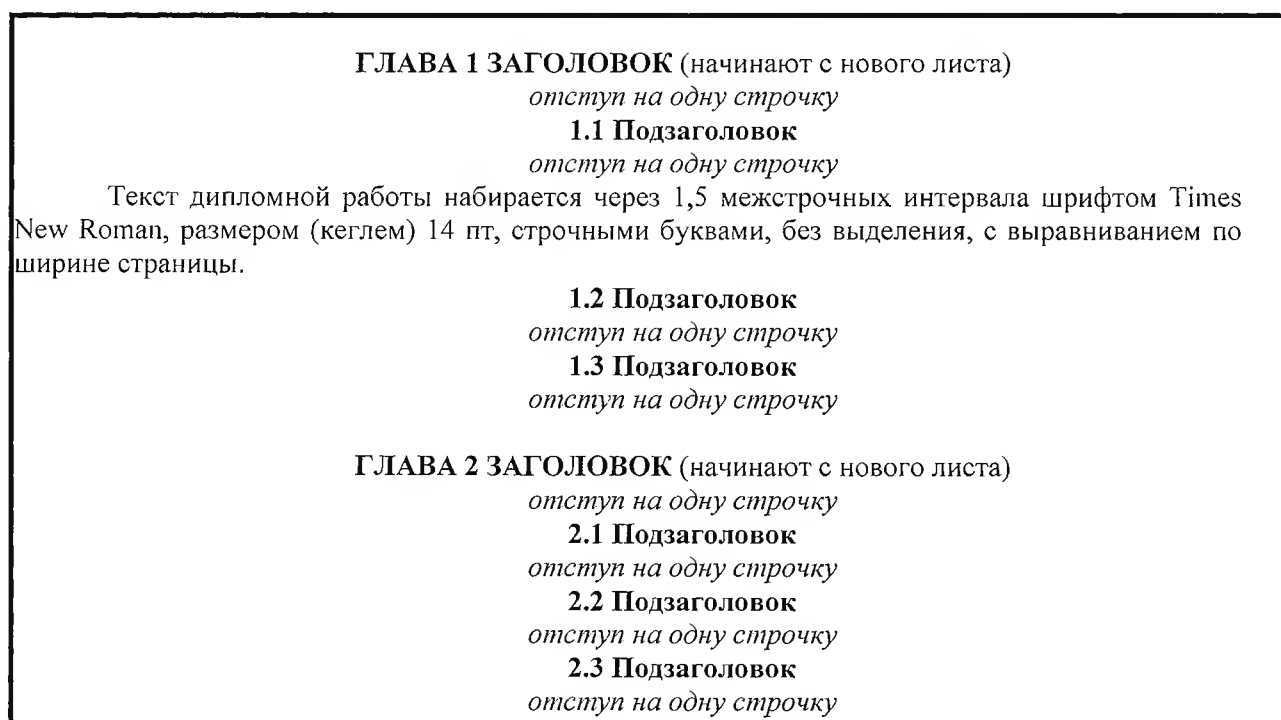 ГЛАВА 1 ЗАГОЛОВОК (начинают с нового листа)
отступ на одну строчку
1.1 Подзаголовок
отступ на одну строчку
Текст дипломной работы набирается через 1,5 межстрочных интервала шрифтом Times
New Roman, размером (кеглем) 14 пт, строчными буквами, без выделения, с выравниванием по
ширине страницы.
1.2 Подзаголовок
отступ на одну строчку
1.3 Подзаголовок
отступ на одну строчку
ГЛАВА 2 ЗАГОЛОВОК (начинают с нового листа)
отступ на одну строчку
2.1 Подзаголовок
отступ на одну строчку
2.2 Подзаголовок
отступ на одну строчку
2.3 Подзаголовок
отступ на одну строчку